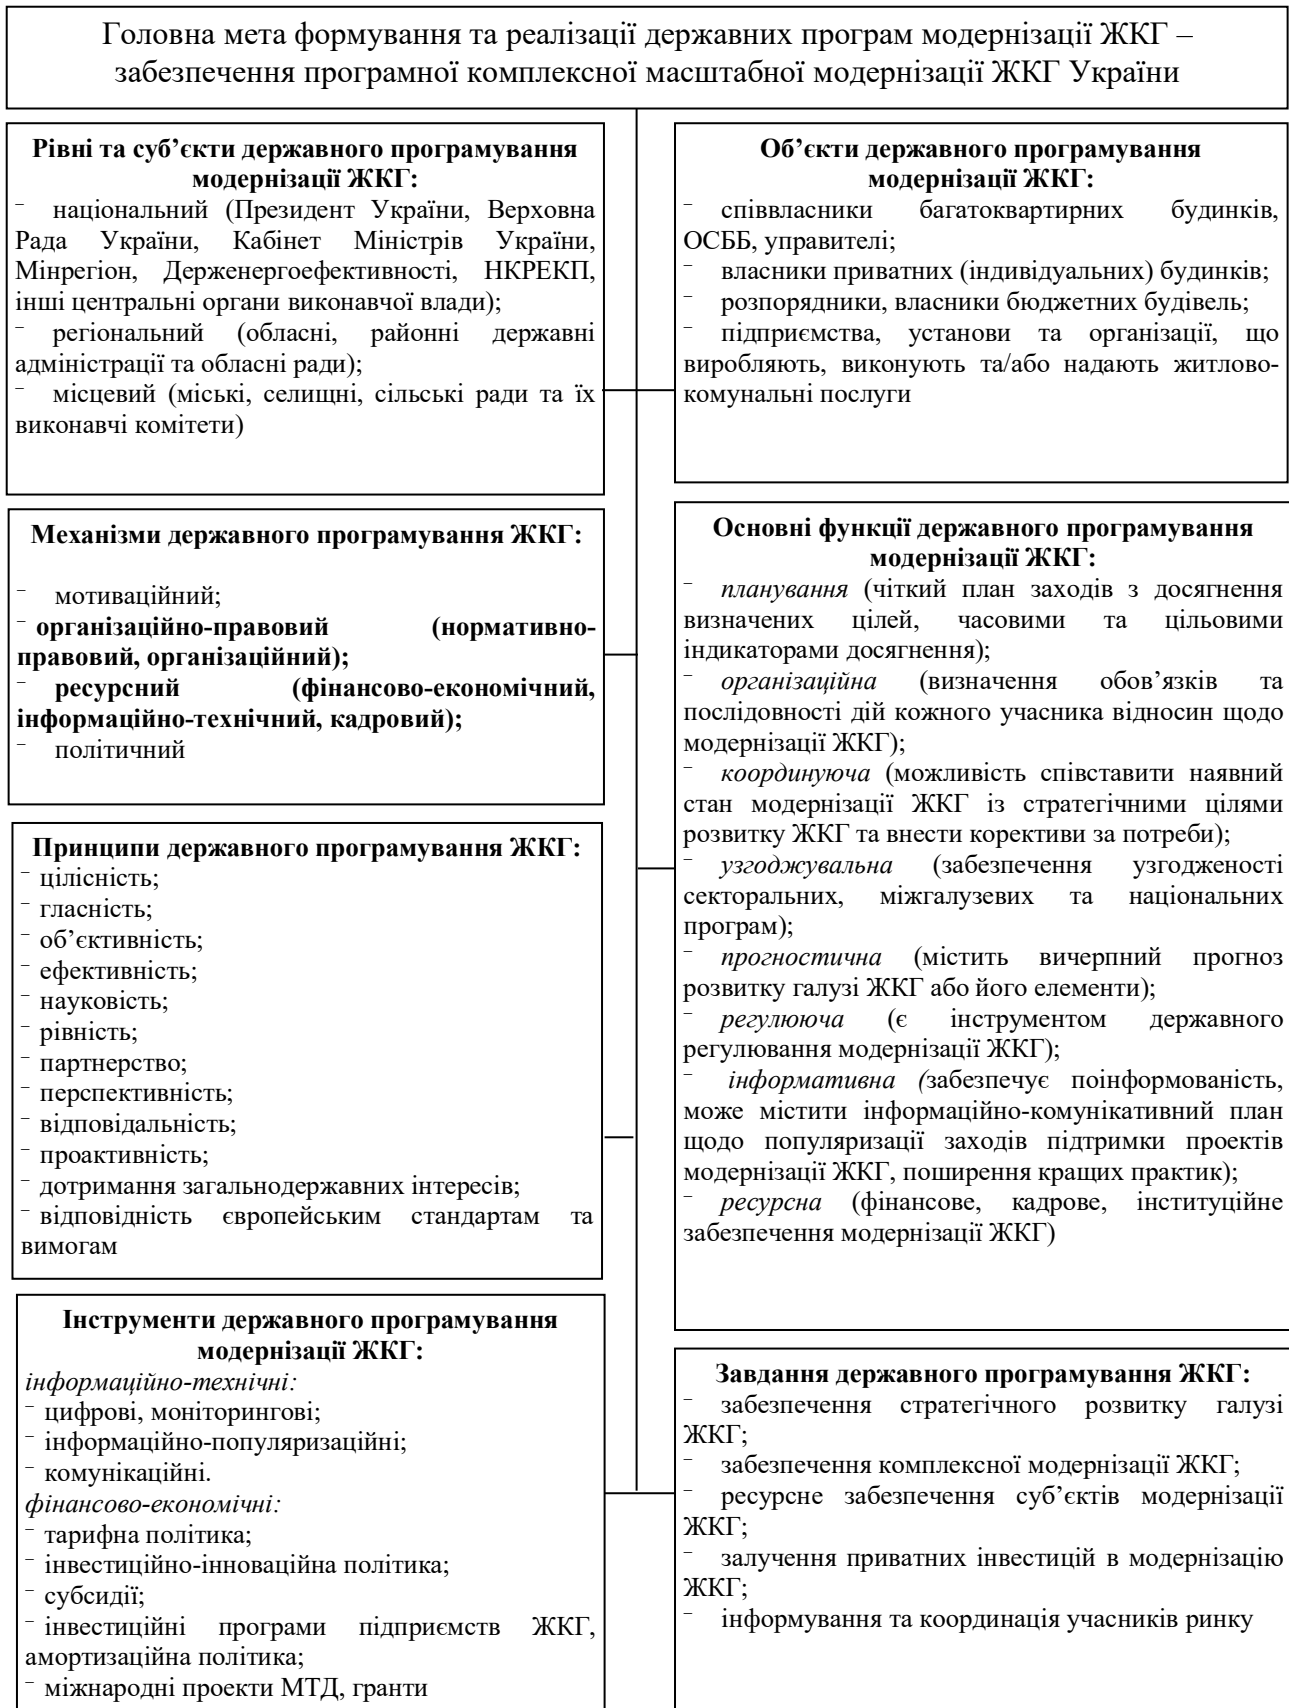 Головна мета формування та реалізації державних програм модернізації ЖКГ –
забезпечення програмної комплексної масштабної модернізації ЖКГ України
Рівні та суб’єкти державного програмування
модернізації ЖКГ:
- національний (Президент України, Верховна
Рада України, Кабінет Міністрів України,
Мінрегіон, Держенергоефективності, НКРЕКП,
інші центральні органи виконавчої влади);
- регіональний (обласні, районні державні
адміністрації та обласні ради);
- місцевий (міські, селищні, сільські ради та їх
виконавчі комітети)
Об’єкти державного програмування
модернізації ЖКГ:
- співвласники багатоквартирних будинків,
ОСББ, управителі;
- власники приватних (індивідуальних) будинків;
- розпорядники, власники бюджетних будівель;
- підприємства, установи та організації, що
виробляють, виконують та/або надають житлово-
комунальні послуги
Механізми державного програмування ЖКГ:
- мотиваційний;
- організаційно-правовий (нормативно-
правовий, організаційний);
- ресурсний (фінансово-економічний,
інформаційно-технічний, кадровий);
- політичний
Основні функції державного програмування
модернізації ЖКГ:
- планування (чіткий план заходів з досягнення
визначених цілей, часовими та цільовими
індикаторами досягнення);
- організаційна (визначення обов’язків та
послідовності дій кожного учасника відносин щодо
модернізації ЖКГ);
- координуюча (можливість співставити наявний
стан модернізації ЖКГ із стратегічними цілями
розвитку ЖКГ та внести корективи за потреби);
- узгоджувальна (забезпечення узгодженості
секторальних, міжгалузевих та національних
програм);
- прогностична (містить вичерпний прогноз
розвитку галузі ЖКГ або його елементи);
- регулююча (є інструментом державного
регулювання модернізації ЖКГ);
- інформативна (забезпечує поінформованість,
може містити інформаційно-комунікативний план
щодо популяризації заходів підтримки проектів
модернізації ЖКГ, поширення кращих практик);
- ресурсна (фінансове, кадрове, інституційне
забезпечення модернізації ЖКГ)
Принципи державного програмування ЖКГ:
- цілісність;
- гласність;
- об’єктивність;
- ефективність;
- науковість;
- рівність;
- партнерство;
- перспективність;
- відповідальність;
- проактивність;
- дотримання загальнодержавних інтересів;
- відповідність європейським стандартам та
вимогам
Інструменти державного програмування
модернізації ЖКГ:
інформаційно-технічні:
- цифрові, моніторингові;
- інформаційно-популяризаційні;
- комунікаційні.
фінансово-економічні:
- тарифна політика;
- інвестиційно-інноваційна політика;
- субсидії;
- інвестиційні програми підприємств ЖКГ,
амортизаційна політика;
- міжнародні проекти МТД, гранти
Завдання державного програмування ЖКГ:
- забезпечення стратегічного розвитку галузі
ЖКГ;
- забезпечення комплексної модернізації ЖКГ;
- ресурсне забезпечення суб’єктів модернізації
ЖКГ;
- залучення приватних інвестицій в модернізацію
ЖКГ;
- інформування та координація учасників ринку